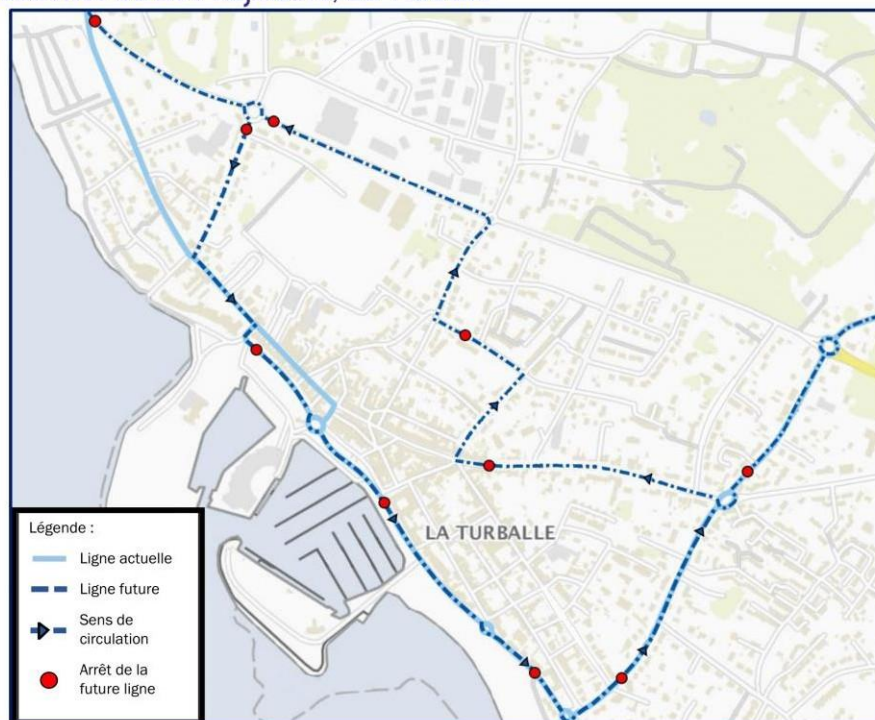 LA TURBALLE
Légende :
Ligne actuelle
Ligne future
Sens de
circulation
Arrêt de la
future ligne